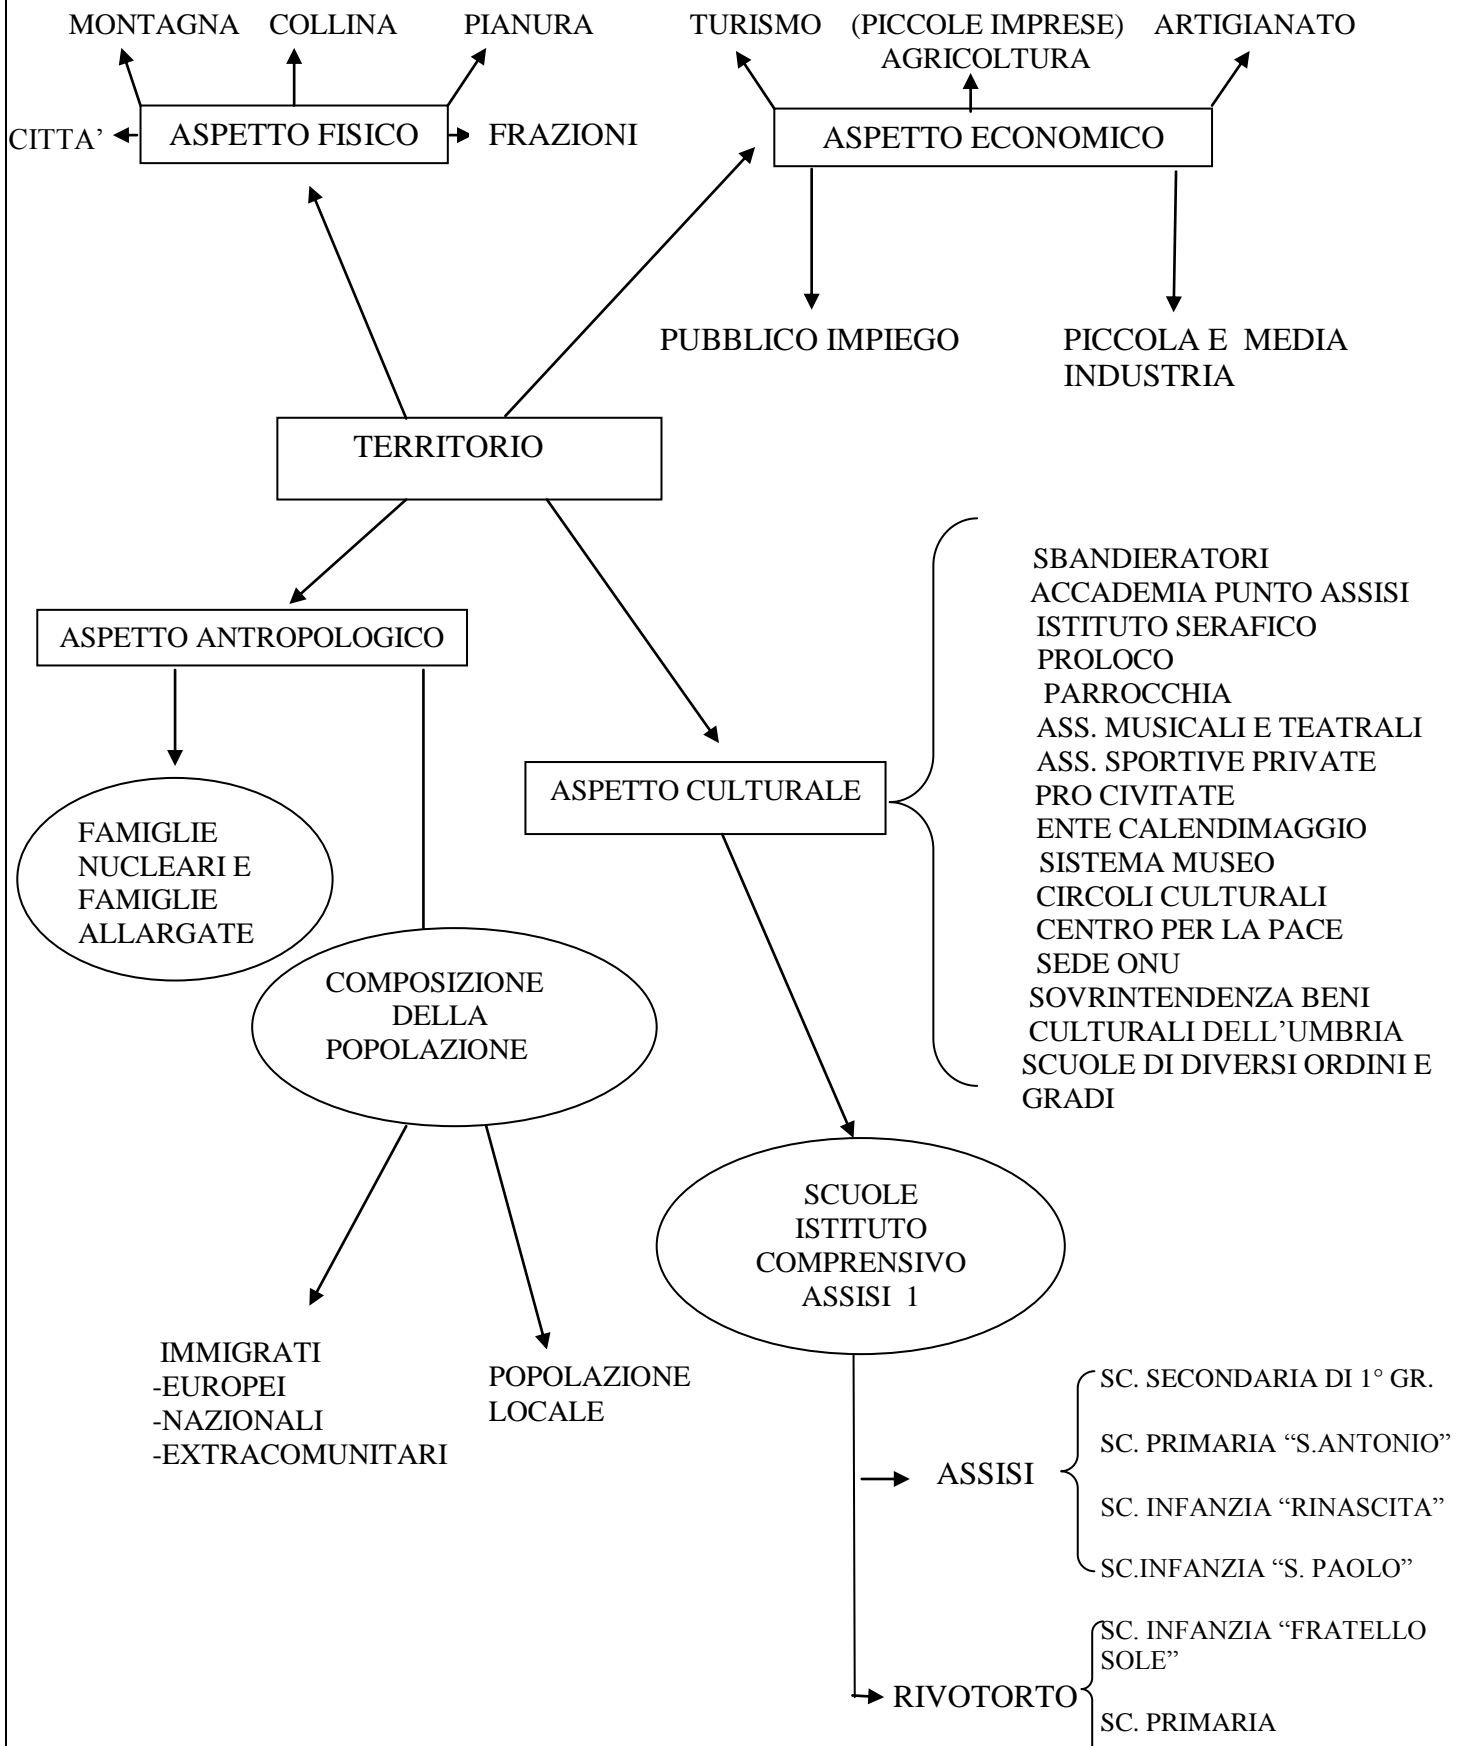 MONTAGNA COLLINA PIANURA
TURISMO (PICCOLE IMPRESE) ARTIGIANATO
AGRICOLTURA
CITTA’ ASPETTO FISICO FRAZIONI
ASPETTO ECONOMICO
PUBBLICO IMPIEGO
PICCOLA E MEDIA
INDUSTRIA
TERRITORIO
ASPETTO ANTROPOLOGICO
FAMIGLIE
NUCLEARI E
FAMIGLIE
ALLARGATE
COMPOSIZIONE
DELLA
POPOLAZIONE
IMMIGRATI
-EUROPEI
-NAZIONALI
-EXTRACOMUNITARI
POPOLAZIONE
LOCALE
ASPETTO CULTURALE
SBANDIERATORI
ACCADEMIA PUNTO ASSISI
ISTITUTO SERAFICO
PROLOCO
PARROCCHIA
ASS. MUSICALI E TEATRALI
ASS. SPORTIVE PRIVATE
PRO CIVITATE
ENTE CALENDIMAGGIO
SISTEMA MUSEO
CIRCOLI CULTURALI
CENTRO PER LA PACE
SEDE ONU
SOVRINTENDENZA BENI
CULTURALI DELL’UMBRIA
SCUOLE DI DIVERSI ORDINI E
GRADI
SCUOLE
ISTITUTO
COMPRENSIVO
ASSISI 1
ASSISI
SC. SECONDARIA DI 1° GR.
SC. PRIMARIA “S.ANTONIO”
SC. INFANZIA “RINASCITA”
SC.INFANZIA “S. PAOLO”
RIVOTORTO
SC. INFANZIA “FRATELLO
SOLE”
SC. PRIMARIA